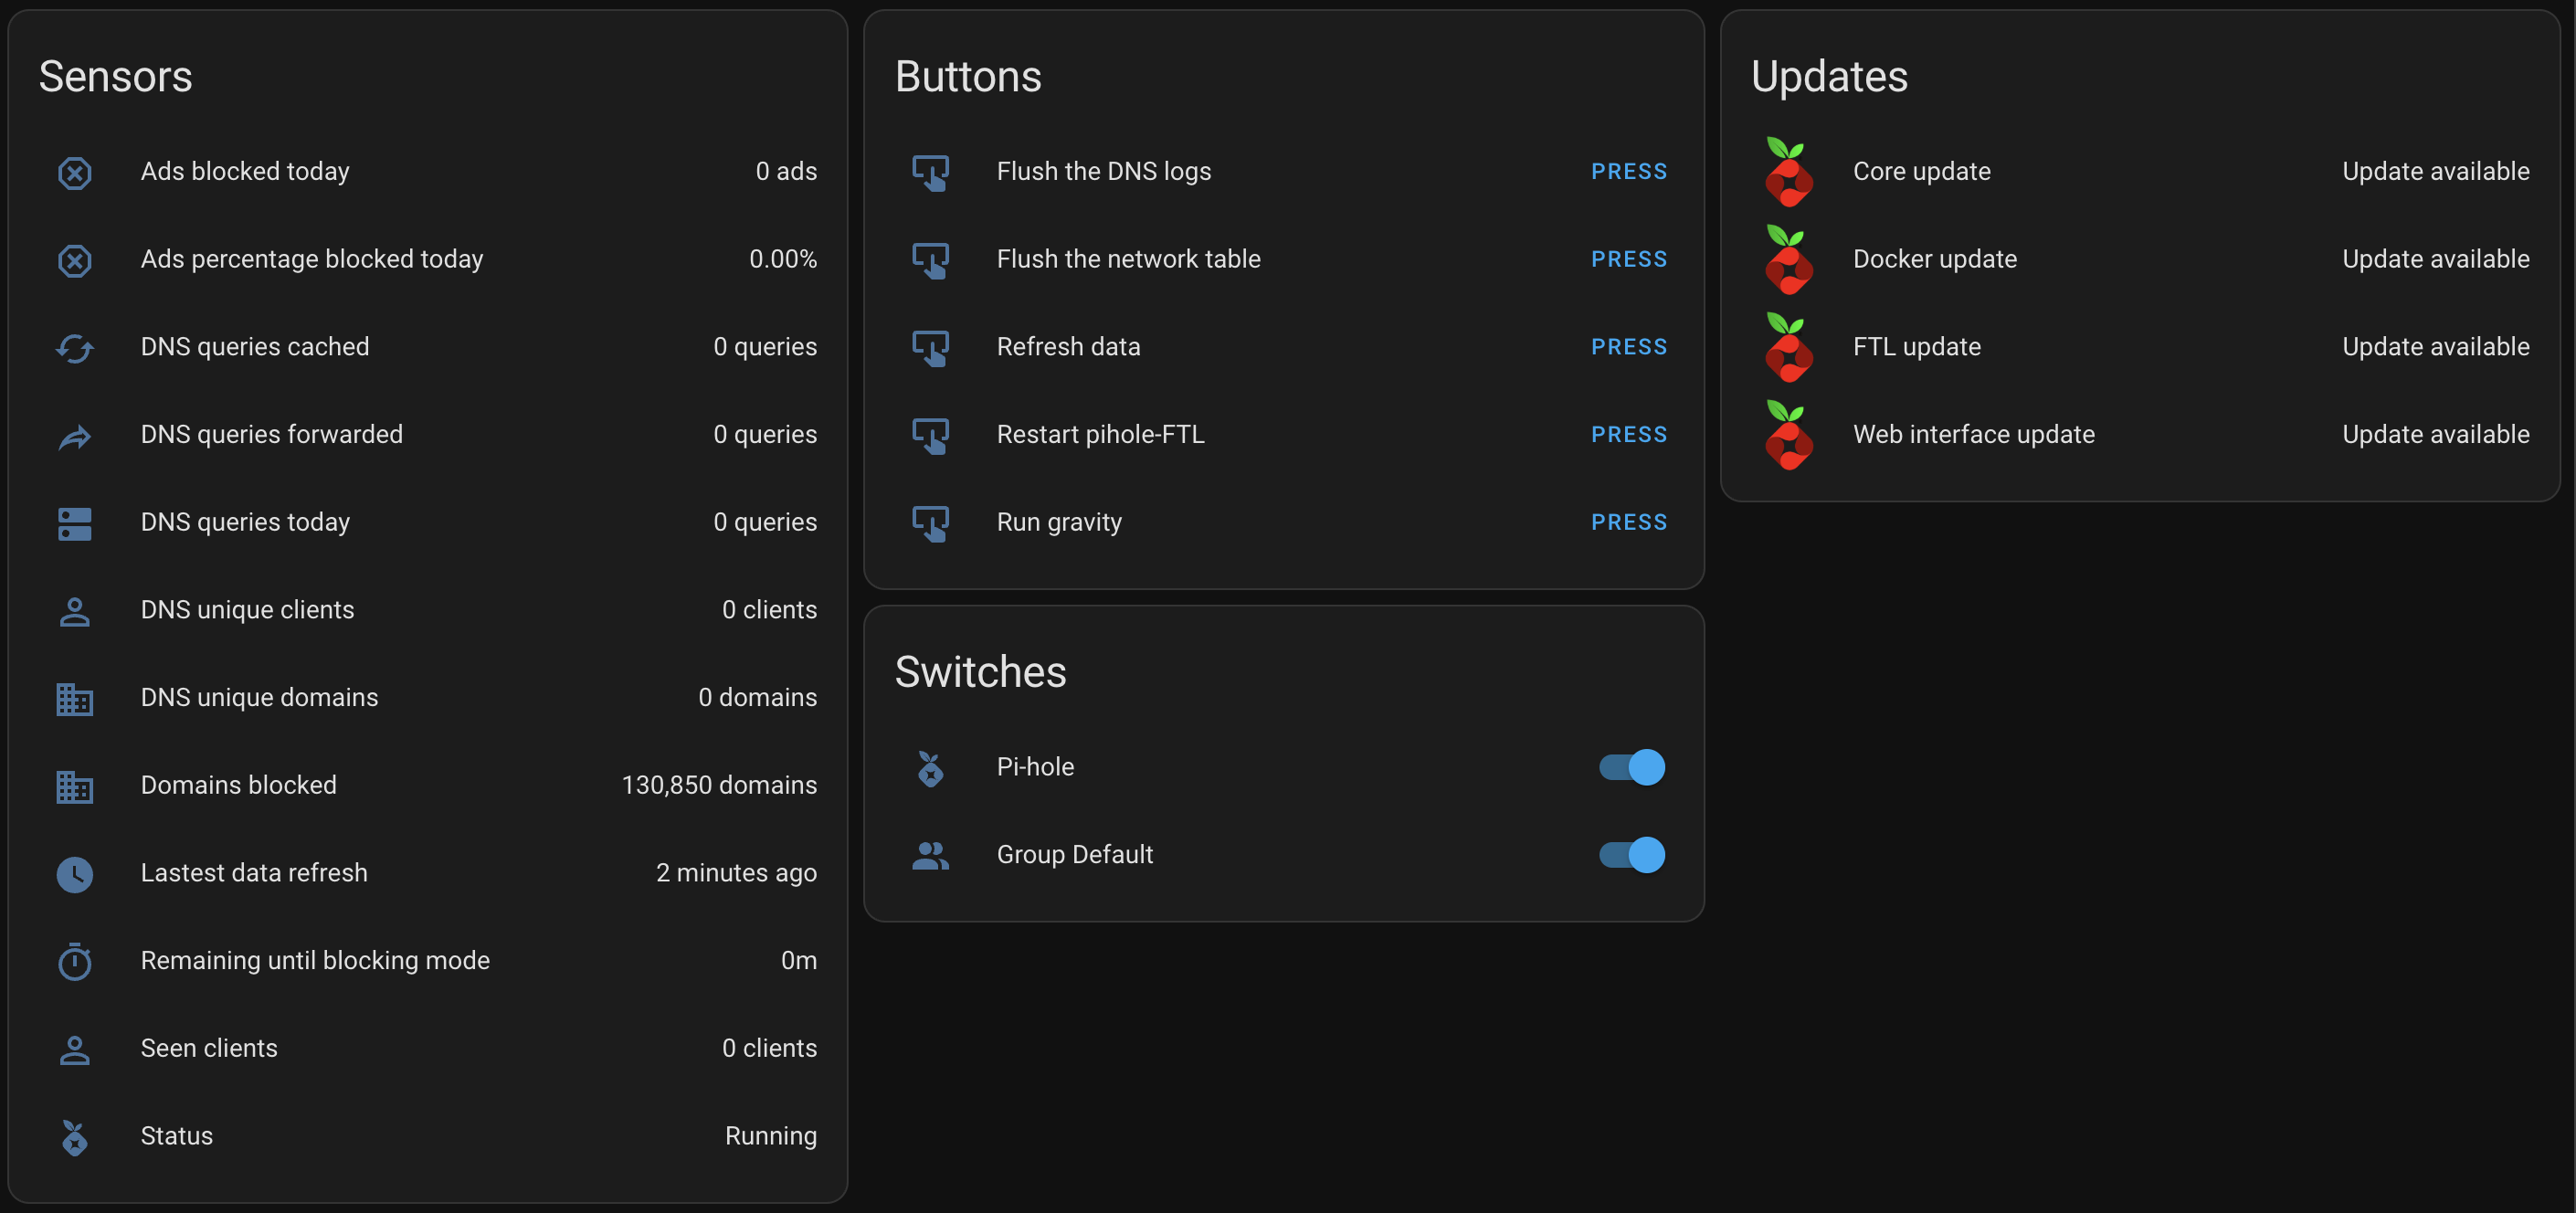 Sensors
Ads blocked today 0 ads
Ads percentage blocked today 0.00%
DNS queries cached 0 queries
DNS queries forwarded 0 queries
DNS queries today 0 queries
DNS unique clients 0 clients
DNS unique domains 0 domains
Domains blocked 130,850 domains
Lastest data refresh 2 minutes ago
Remaining until blocking mode 0m
Seen clients 0 clients
Status Running
Buttons
Flush the DNS logs PRESS
Flush the network table PRESS
Refresh data PRESS
Restart pihole-FTL PRESS
Run gravity PRESS
Switches
Pi-hole
Group Default
Updates
Core update Update available
Docker update Update available
FTL update Update available
Web interface update Update available